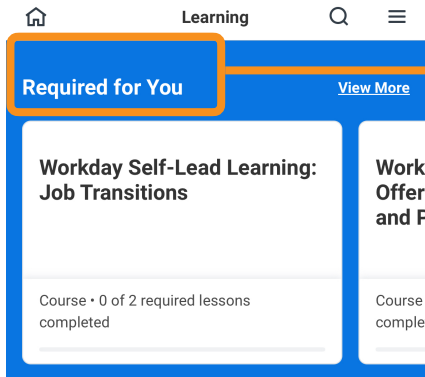 Learning
Required for You
View More
Workday Self-Lead Learning:
Job Transitions
Course • 0 of 2 required lessons
completed
Work
Offer
and
Course
comple